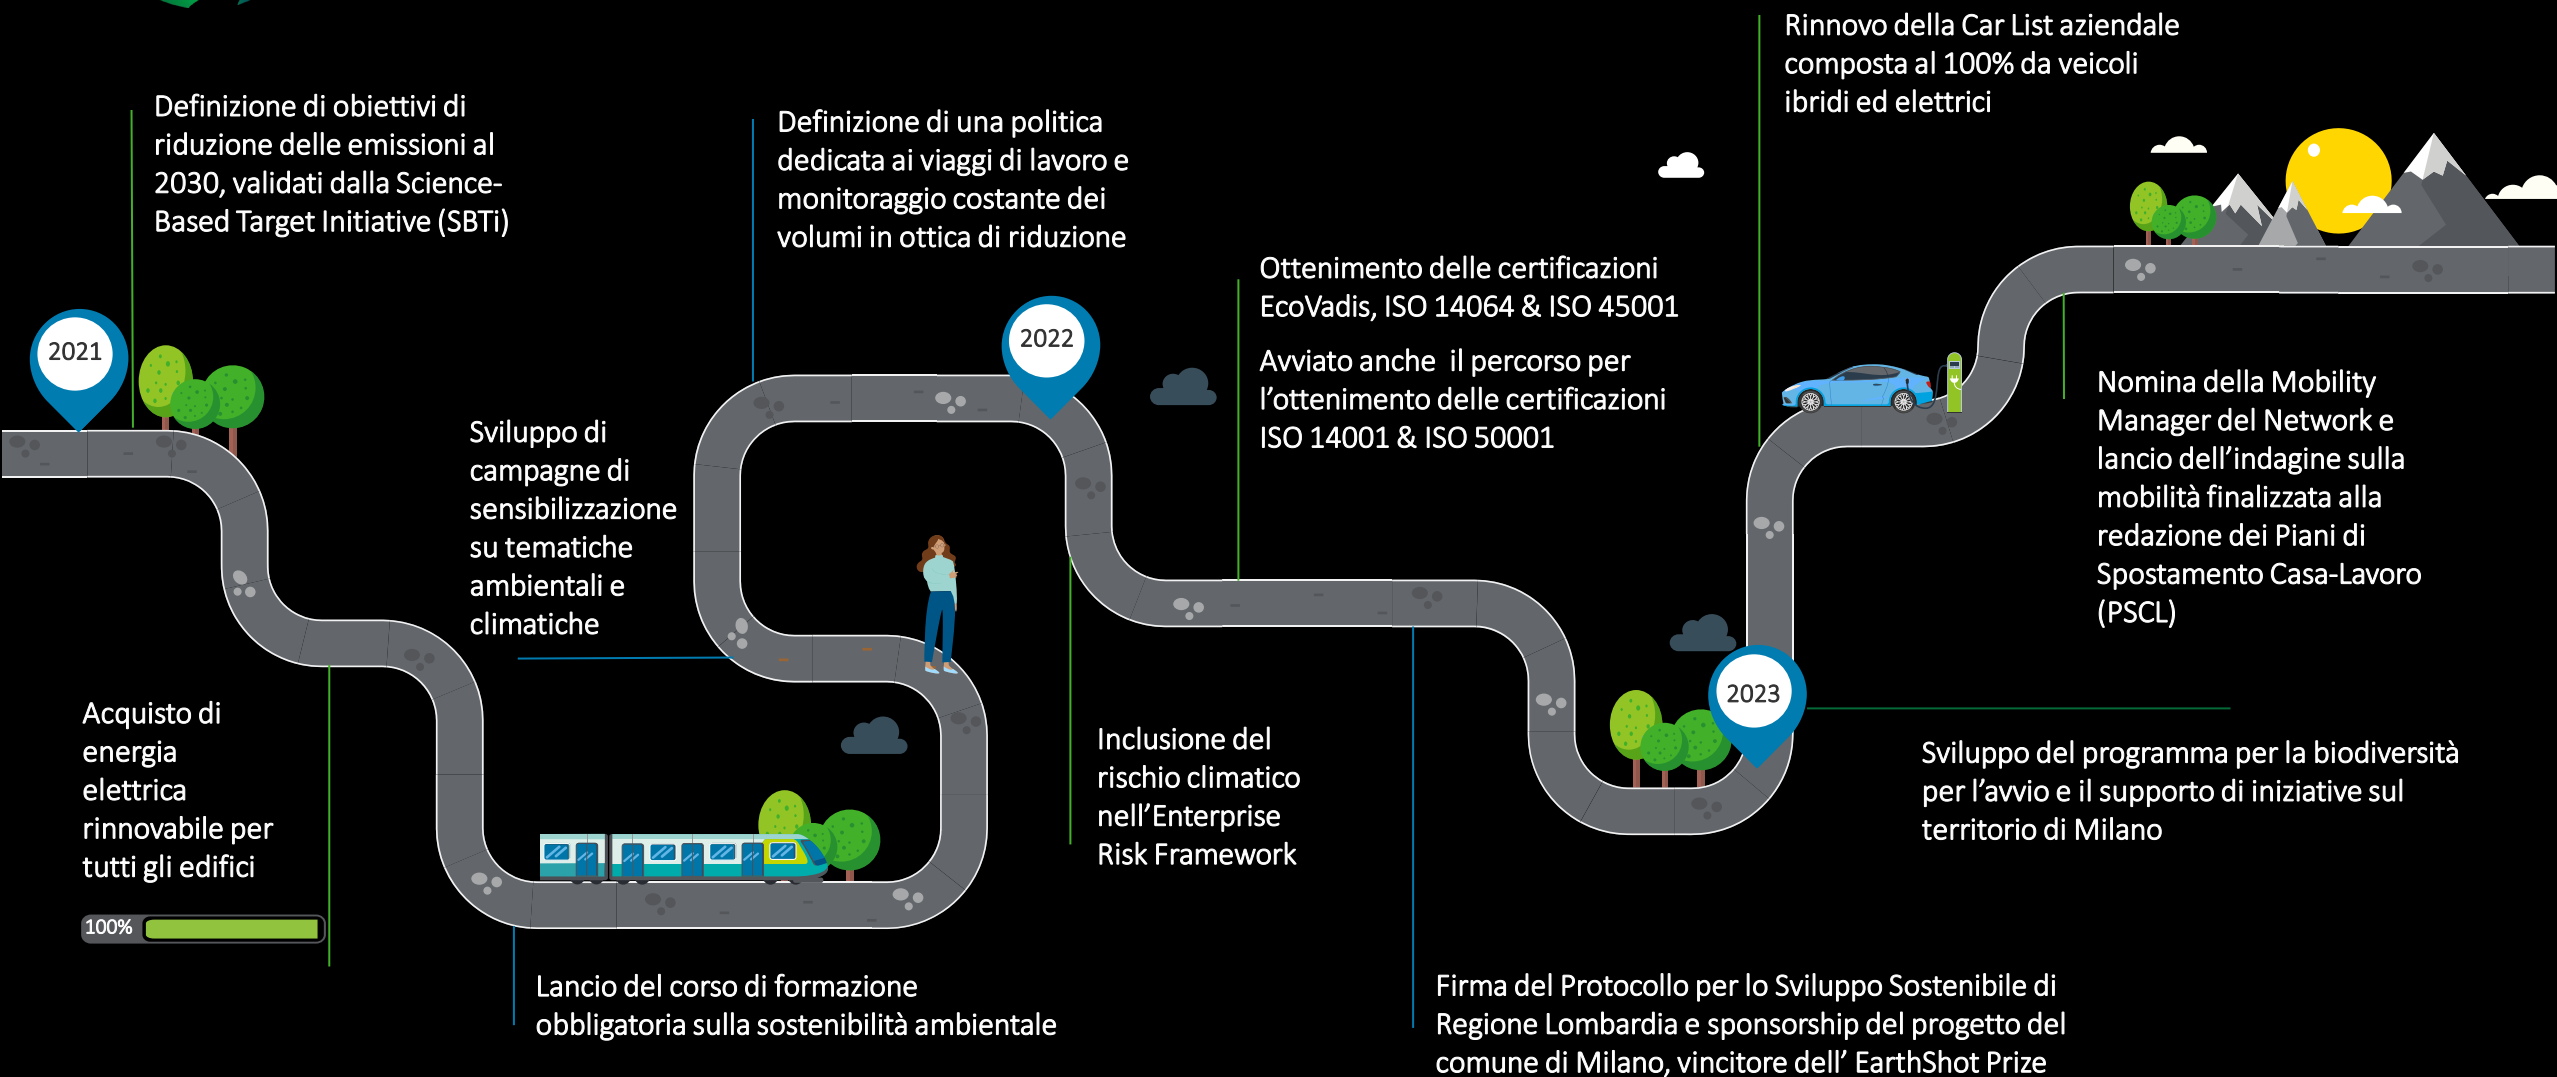 2021
Definizione di obiettivi di
riduzione delle emissioni al
2030, validati dalla Science-
Based Target Initiative (SBTi)
Acquisto di
energia
elettrica
rinnovabile per
tutti gli edifici
100%
Lancio del corso di formazione
obbligatoria sulla sostenibilità ambientale
Sviluppo di
campagne di
sensibilizzazione
su tematiche
ambientali e
climatiche
Definizione di una politica
dedicata ai viaggi di lavoro e
monitoraggio costante dei
volumi in ottica di riduzione
2022
Inclusione del
rischio climatico
nell’Enterprise
Risk Framework
Ottenimento delle certificazioni
EcoVadis, ISO 14064 & ISO 45001
Avviato anche il percorso per
l’ottenimento delle certificazioni
ISO 14001 & ISO 50001
Firma del Protocollo per lo Sviluppo Sostenibile di
Regione Lombardia e sponsorship del progetto del
comune di Milano, vincitore dell’ EarthShot Prize
2023
Sviluppo del programma per la biodiversità
per l’avvio e il supporto di iniziative sul
territorio di Milano
Rinnovo della Car List aziendale
composta al 100% da veicoli
ibridi ed elettrici
Nomina della Mobility
Manager del Network e
lancio dell’indagine sulla
mobilità finalizzata alla
redazione dei Piani di
Spostamento Casa-Lavoro
(PSCL)